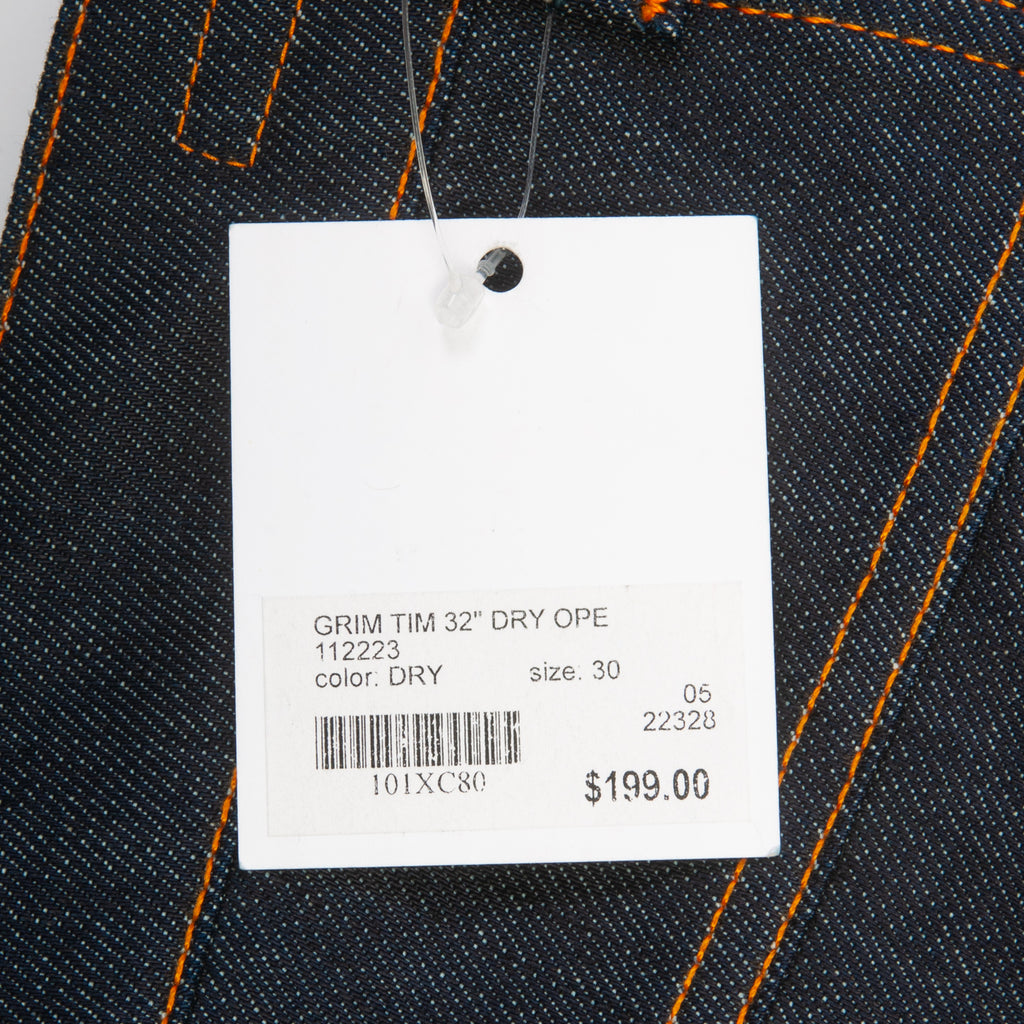 GRIM TIM 32" DRY OPE
112223
color: DRY size: 30
05
22328
101XC80
$199.00